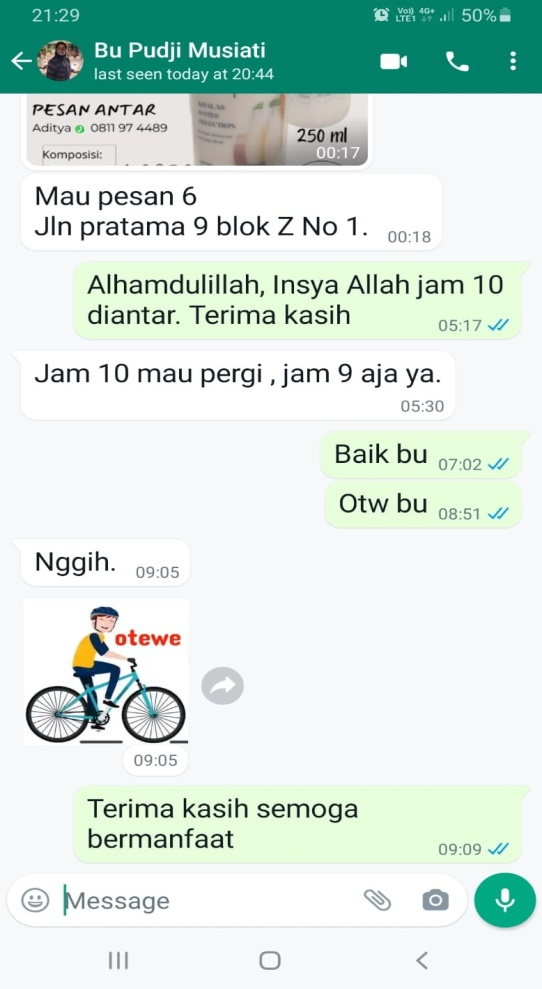 21:29
Vo)) 4G+
LTE1
50%
Bu Pudji Musiati
last seen today at 20:44
PESAN ANTAR
Aditya 0811 97 4489
Komposisi:
250 ml
00:17
Mau pesan 6
Jln pratama 9 blok Z No 1.
00:18
Alhamdulillah, Insya Allah jam 10
diantar. Terima kasih
05:17
Jam 10 mau pergi , jam 9 aja ya.
05:30
Baik bu
07:02
Otw bu
08:51
Nggih.
09:05
otewe
09:05
Terima kasih semoga
bermanfaat
09:09
Message